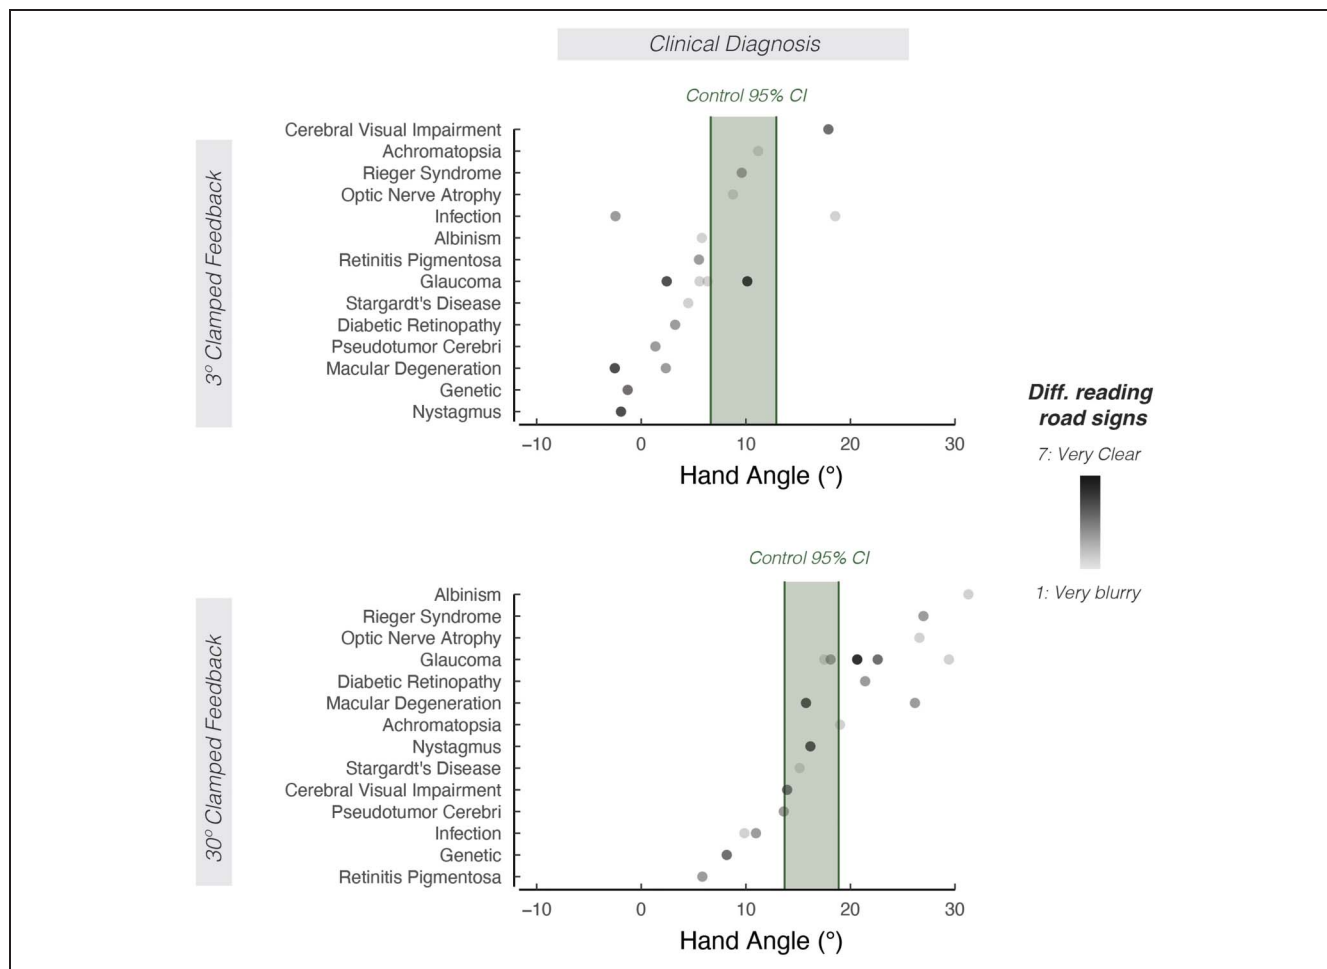 Clinical Diagnosis
Control 95% CI
3º Clamped Feedback
Cerebral Visual Impairment
Achromatopsia
Rieger Syndrome
Optic Nerve Atrophy
Infection
Albinism
Retinitis Pigmentosa
Glaucoma
Stargardt's Disease
Diabetic Retinopathy
Pseudotumor Cerebri
Macular Degeneration
Genetic
Nystagmus
−10 0 10 20 30
Hand Angle (°)
Diff. reading
road signs
7: Very Clear
1: Very blurry
Control 95% CI
30º Clamped Feedback
Albinism
Rieger Syndrome
Optic Nerve Atrophy
Glaucoma
Diabetic Retinopathy
Macular Degeneration
Achromatopsia
Nystagmus
Stargardt's Disease
Cerebral Visual Impairment
Pseudotumor Cerebri
Infection
Genetic
Retinitis Pigmentosa
−10 0 10 20 30
Hand Angle (°)